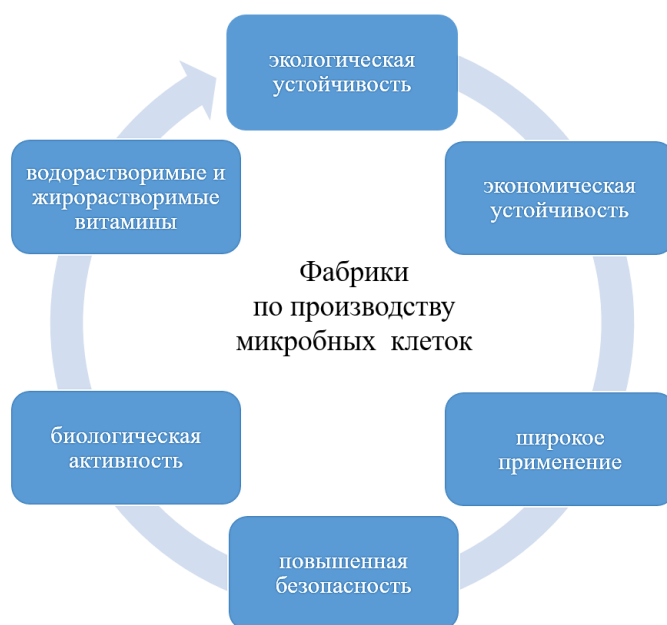 экологическая
устойчивость
экономическая
устойчивость
широкое
применение
повышенная
безопасность
биологическая
активность
водорастворимые и
жирорастворимые
витамины
Фабрики
по производству
микробных клеток